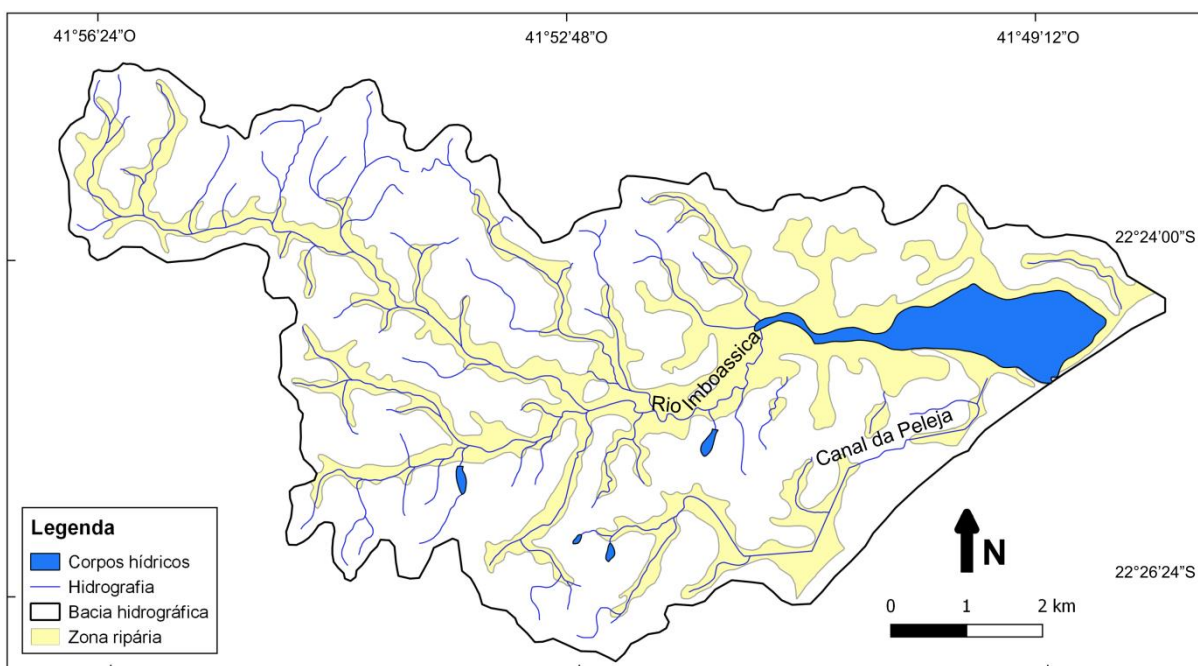 41°56'24"O
41°52'48"O
41°49'12"O
22°24'00"S
Rio Imboassica
Canal da Peleja
Legenda
Corpos hídricos
Hidrografia
Bacia hidrográfica
Zona ripária
N
22°26'24"S
0 1 2 km